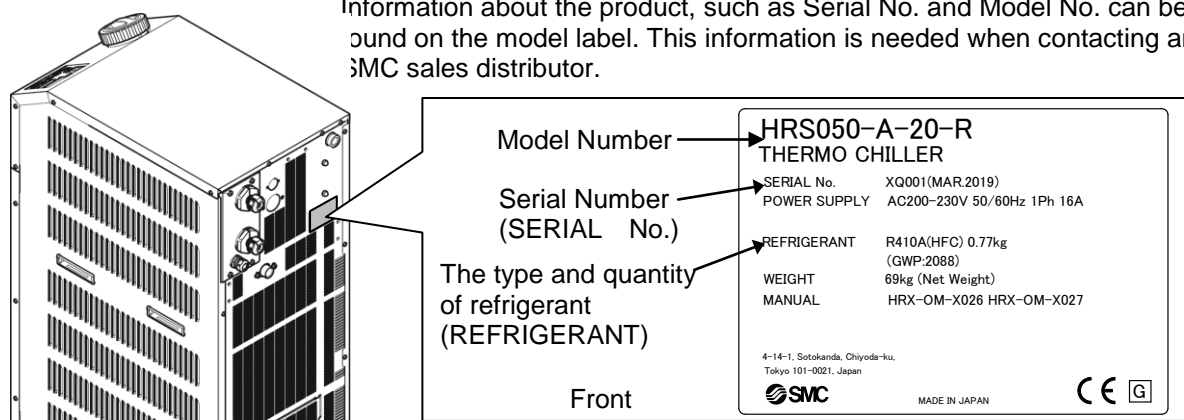 Information about the product, such as Serial No. and Model No. can be
ound on the model label. This information is needed when contacting an
SMC sales distributor.
Model Number
Serial Number
(SERIAL No.)
The type and quantity
of refrigerant
(REFRIGERANT)
Front
HRS050-A-20-R
THERMO CHILLER
SERIAL No. XQ001(MAR.2019)
POWER SUPPLY AC200-230V 50/60Hz 1Ph 16A
REFRIGERANT R410A(HFC) 0.77kg
(GWP:2088)
WEIGHT 69kg (Net Weight)
MANUAL HRX-OM-X026 HRX-OM-X027
4-14-1, Sotokanda, Chiyoda-ku,
Tokyo 101-0021, Japan
SMC MADE IN JAPAN CE G